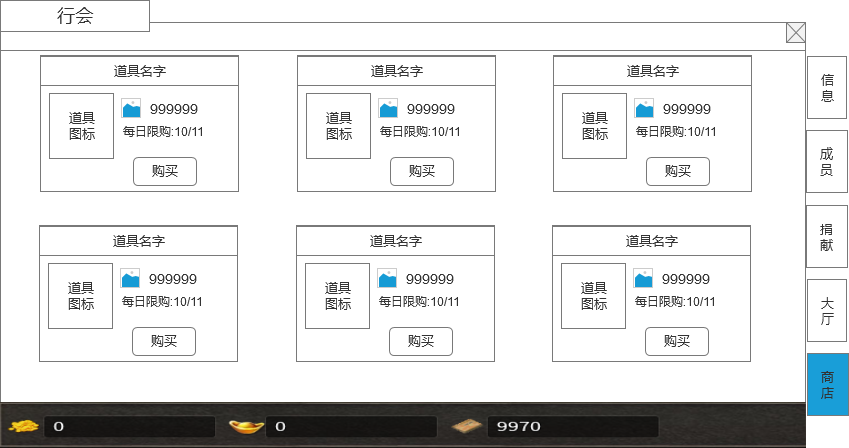 行会
道具名字
道具名字
道具名字
道具
图标
999999
每日限购:10/11
购买
道具
图标
999999
每日限购:10/11
购买
道具
图标
999999
每日限购:10/11
购买
道具名字
道具名字
道具名字
道具
图标
999999
每日限购:10/11
购买
道具
图标
999999
每日限购:10/11
购买
道具
图标
999999
每日限购:10/11
购买
信息
成员
捐献
大厅
商店
0
0
9970